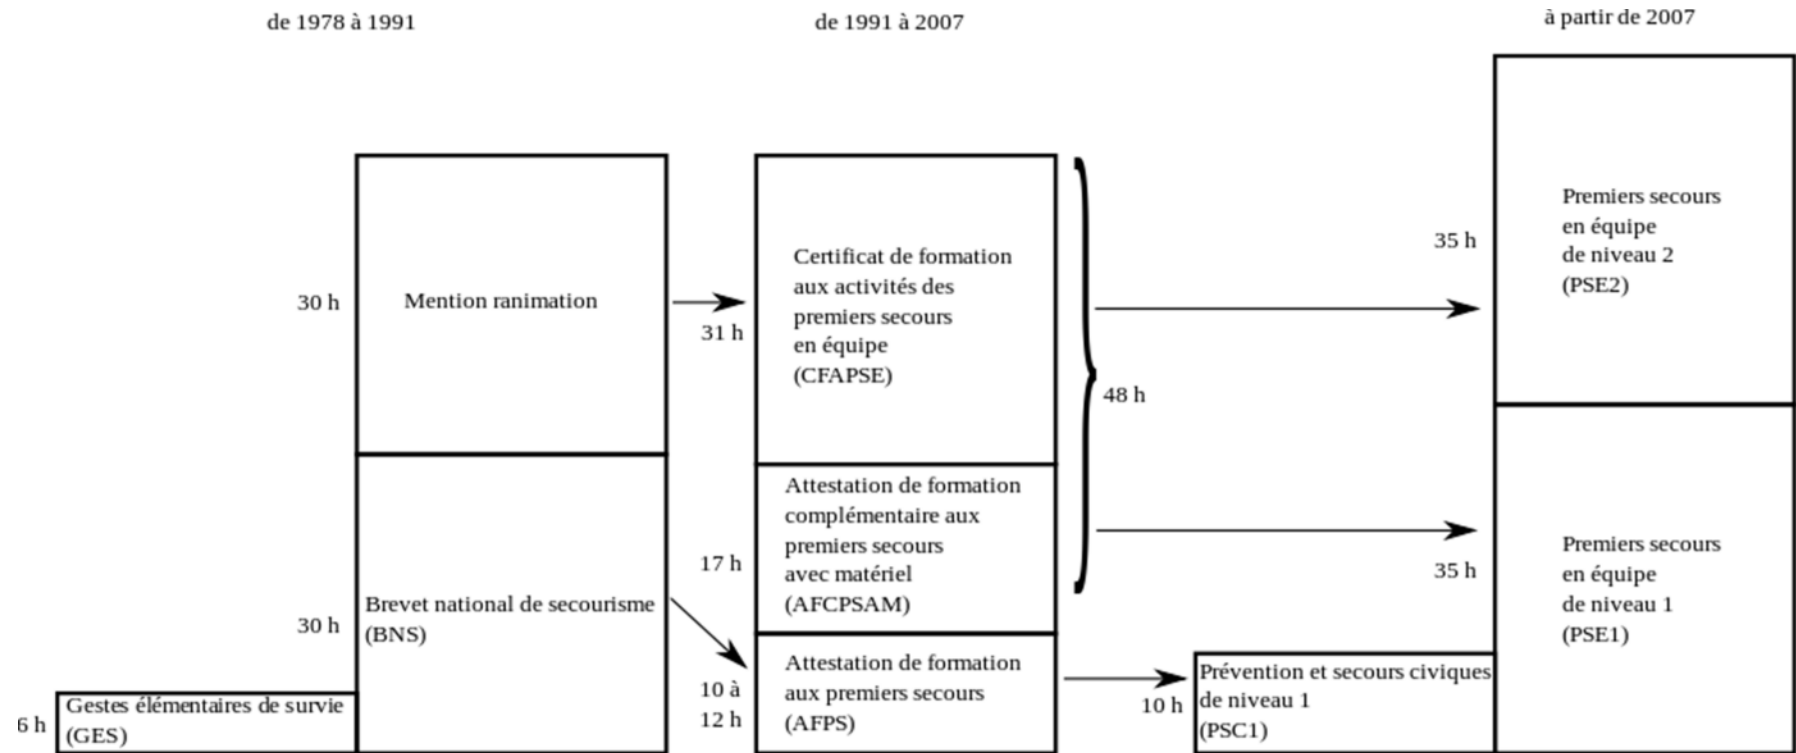 de 1978 à 1991
de 1991 à 2007
à partir de 2007
30 h
Mention ranimation
30 h
Brevet national de secourisme
(BNS)
6 h
Gestes élémentaires de survie
(GES)
31 h
Certificat de formation
aux activités des
premiers secours
en équipe
(CFAPSE)
17 h
Attestation de formation
complémentaire aux
premiers secours
avec matériel
(AFCPSAM)
10 à
12 h
Attestation de formation
aux premiers secours
(AFPS)
48 h
35 h
Premiers secours
en équipe
de niveau 2
(PSE2)
35 h
Premiers secours
en équipe
de niveau 1
(PSE1)
10 h
Prévention et secours civiques
de niveau 1
(PSC1)